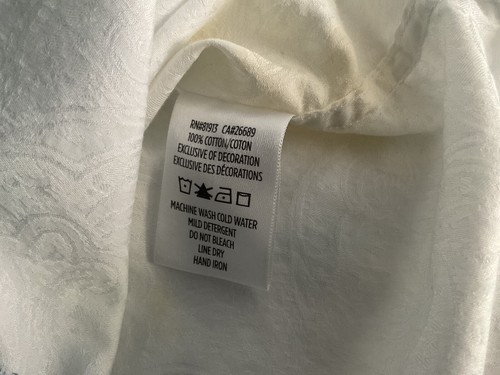 RN#81913 CA#26689
100% COTTON/COTON
EXCLUSIVE OF DECORATION
EXCLUSIVE DES DÉCORATIONS
MACHINE WASH COLD WATER
MILD DETERGENT
DO NOT BLEACH
LINE DRY
HAND IRON